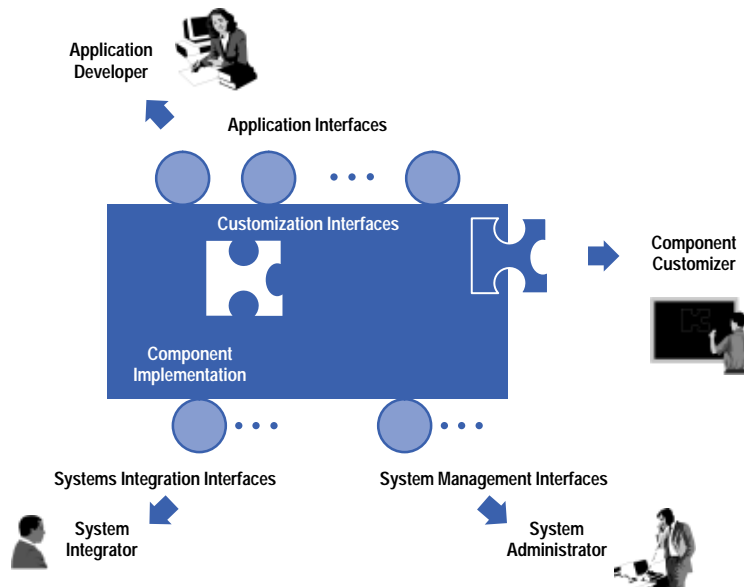 Application
Developer
Application Interfaces
Customization Interfaces
Component
Customizer
Component
Implementation
Systems Integration Interfaces
System Management Interfaces
System
Integrator
System
Administrator